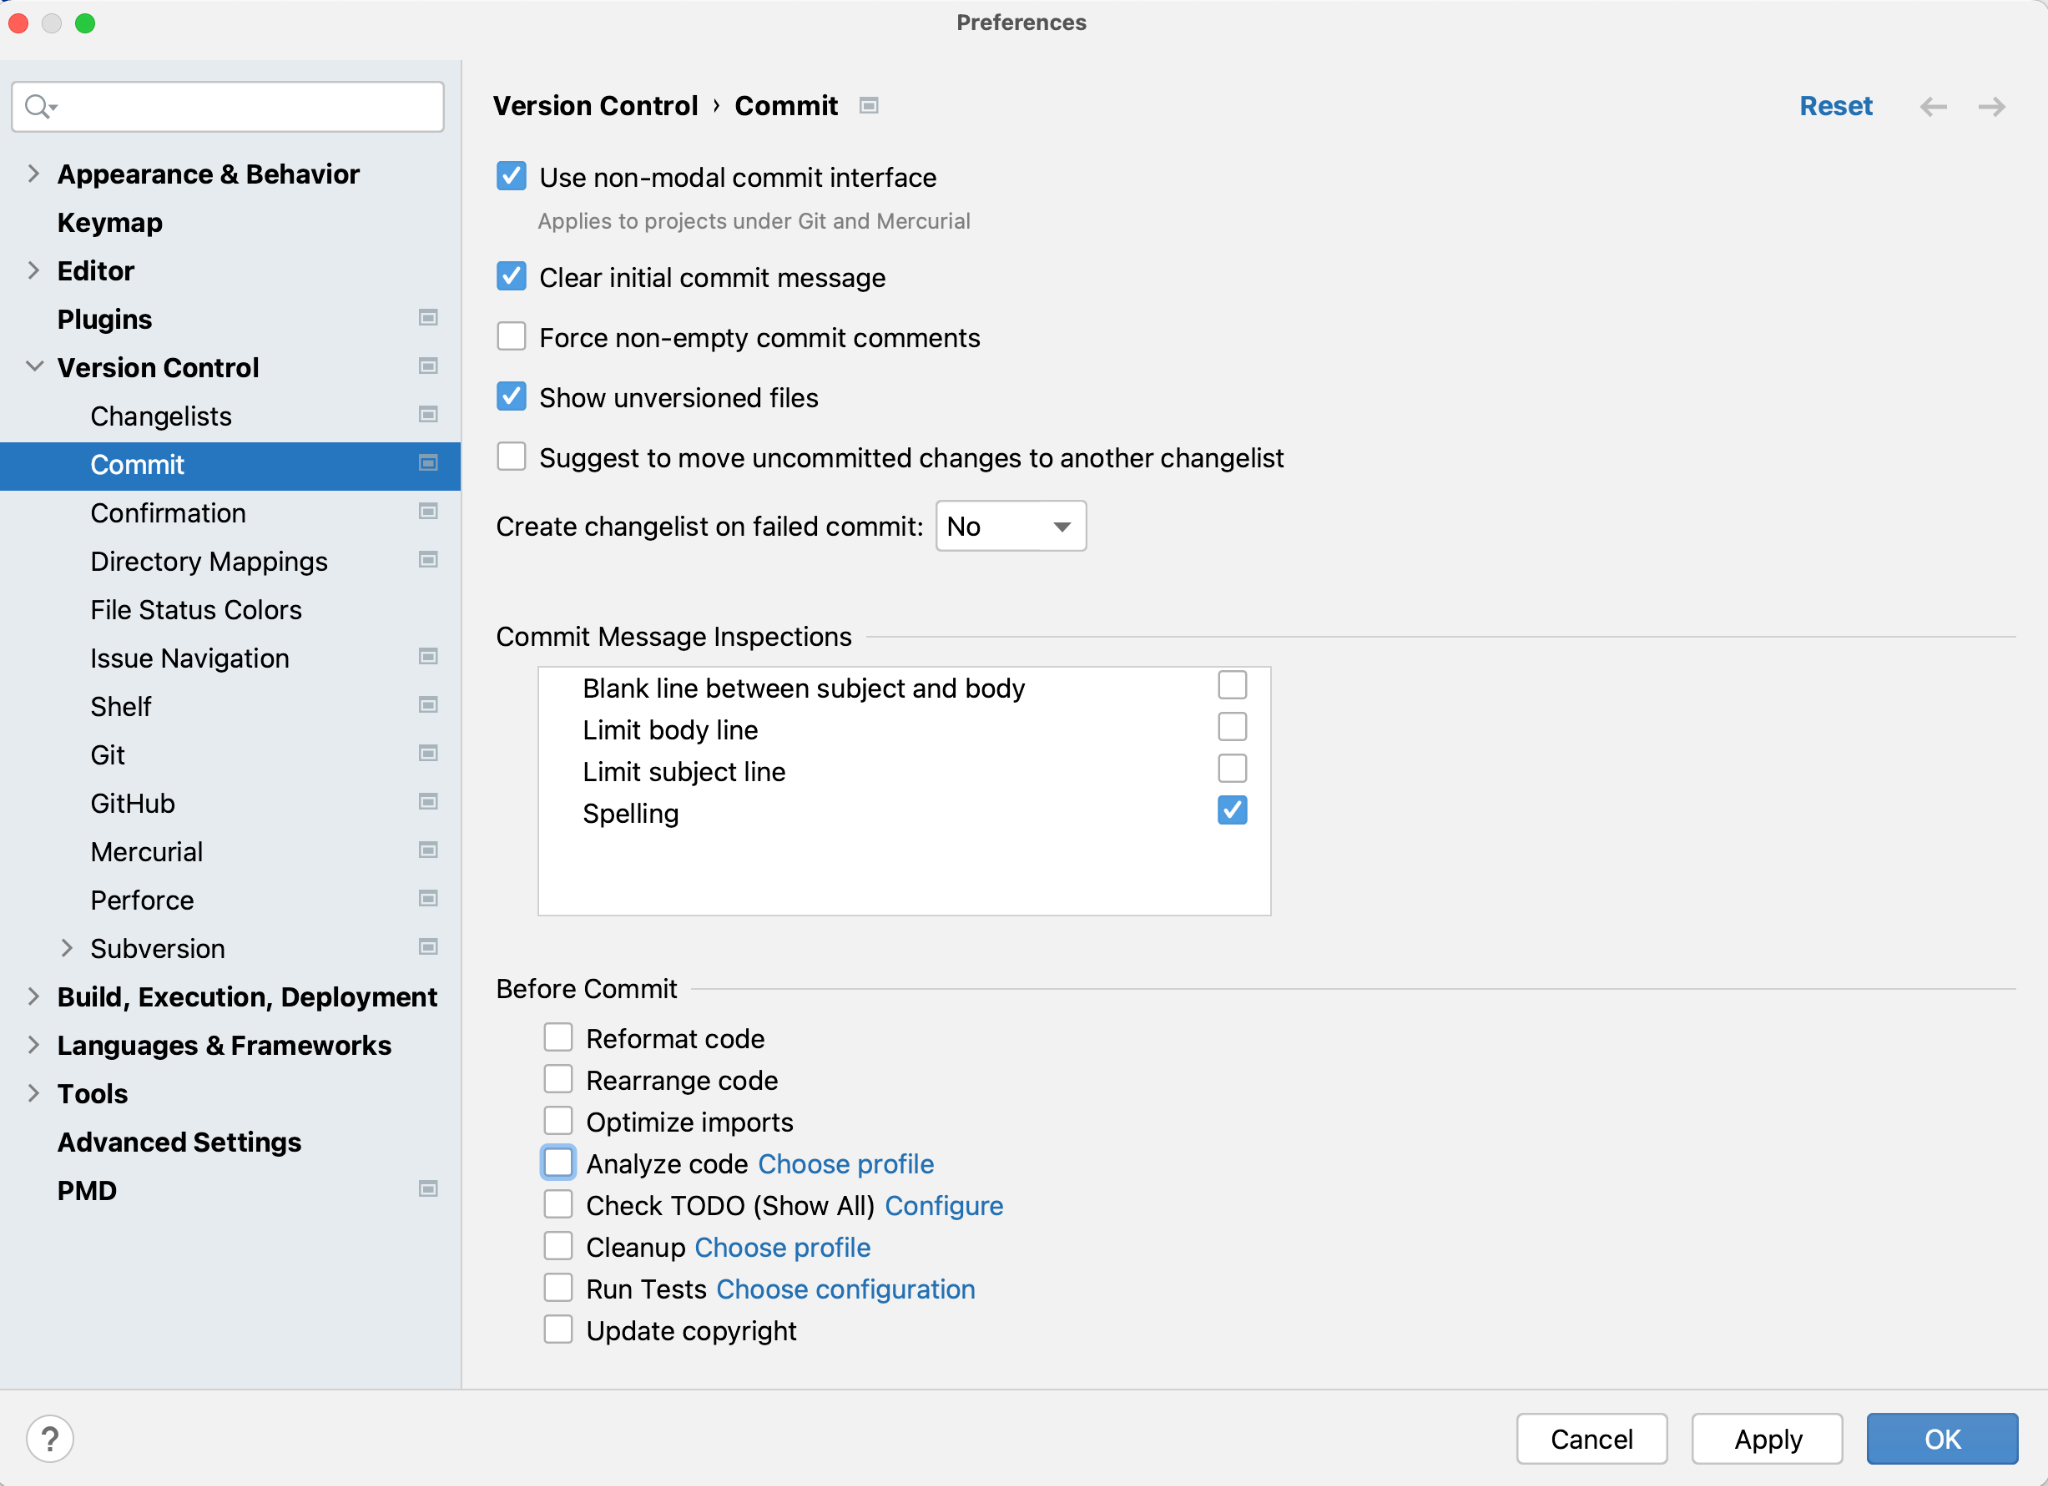 Preferences
Appearance & Behavior
Keymap
Editor
Plugins
Version Control
Changelists
Commit
Confirmation
Directory Mappings
File Status Colors
Issue Navigation
Shelf
Git
GitHub
Mercurial
Perforce
Subversion
Build, Execution, Deployment
Languages & Frameworks
Tools
Advanced Settings
PMD
Version Control › Commit
Reset
Use non-modal commit interface
Applies to projects under Git and Mercurial
Clear initial commit message
Force non-empty commit comments
Show unversioned files
Suggest to move uncommitted changes to another changelist
Create changelist on failed commit: No
Commit Message Inspections
Blank line between subject and body
Limit body line
Limit subject line
Spelling
Before Commit
Reformat code
Rearrange code
Optimize imports
Analyze code Choose profile
Check TODO (Show All) Configure
Cleanup Choose profile
Run Tests Choose configuration
Update copyright
?
Cancel
Apply
OK